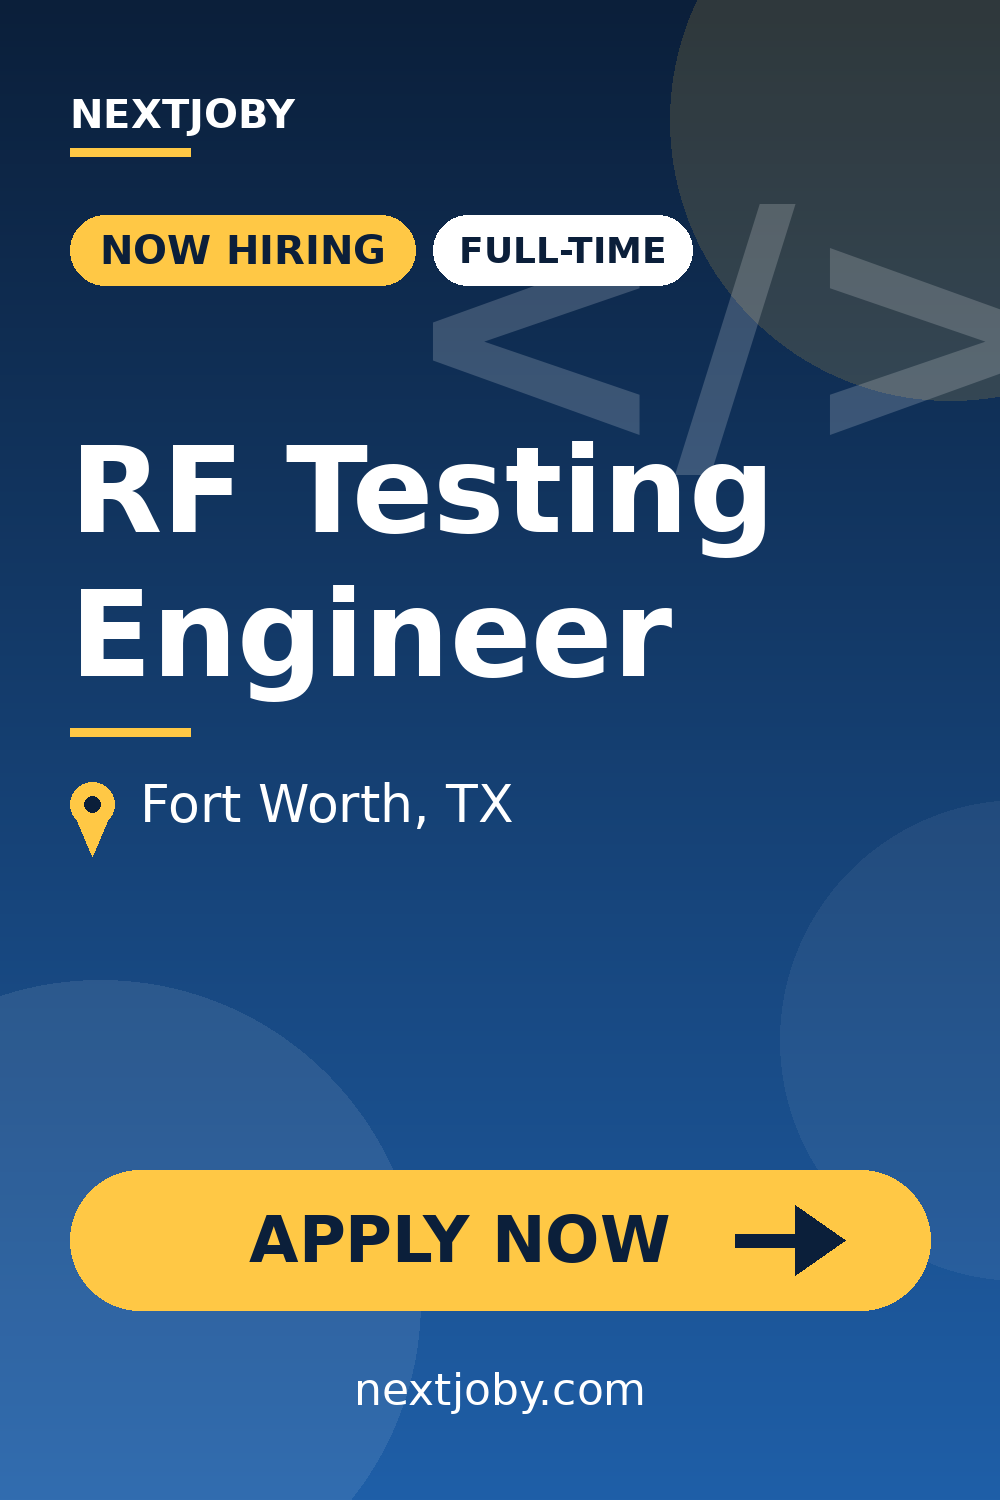 NEXTJOBY
NOW HIRING
FULL-TIME
</>
RF Testing
Engineer
Fort Worth, TX
APPLY NOW
nextjoby.com